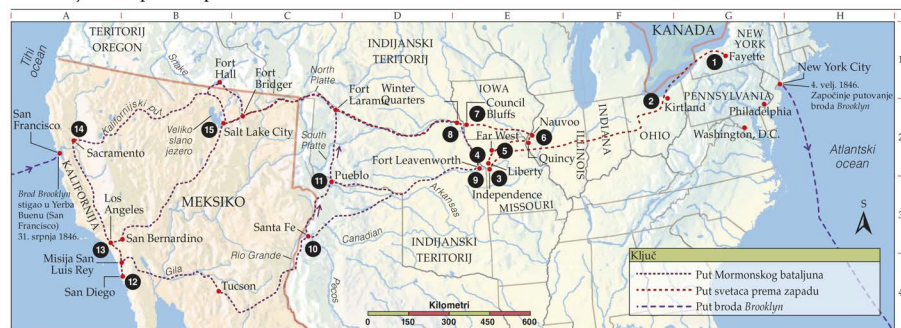 A
B
C
D
E
F
G
H
TERITORIJ
OREGON
Tihi
ocean
Snake
Fort
Hall
Fort
Bridger
North
Platte
Fort
Laramie
INDIJANSKI
TERITORIJ
Winter
Quarters
IOWA
7
Council
Bluffs
Nauvoo
KANADA
1
NEW
YORK
Fayette
New York City
4. velj. 1846.
Započinje putovanje
broda Brooklyn
2
Kirtland
PENNSYLVANIA
Philadelphia
Washington, D.C.
OHIO
INDIANA
ILLINOIS
San
Francisco
14
Kalifornijski put
Sacramento
KALIFORNIJA
Veliko
slano
jezero
15
Salt Lake City
South
Platte
8
Far West
4
5
6
Quincy
Fort Leavenworth
Liberty
9
3
Independence
MISSOURI
Atlantski
ocean
11
Pueblo
Arkansas
Brod Brooklyn
stigao u Yerba
Buenu (San
Francisco)
31. srpnja 1846.
Los
Angeles
MEKSIKO
Santa Fe
10
Canadian
INDIJANSKI
TERITORIJ
13
San Bernardino
Misija San
Luis Rey
San Diego
12
Gila
Tucson
Rio Grande
Pecos
S
Kilometri
0
150
300
450
600
Ključ
Put Mormonskog bataljuna
Put svetaca prema zapadu
Put broda Brooklyn
1